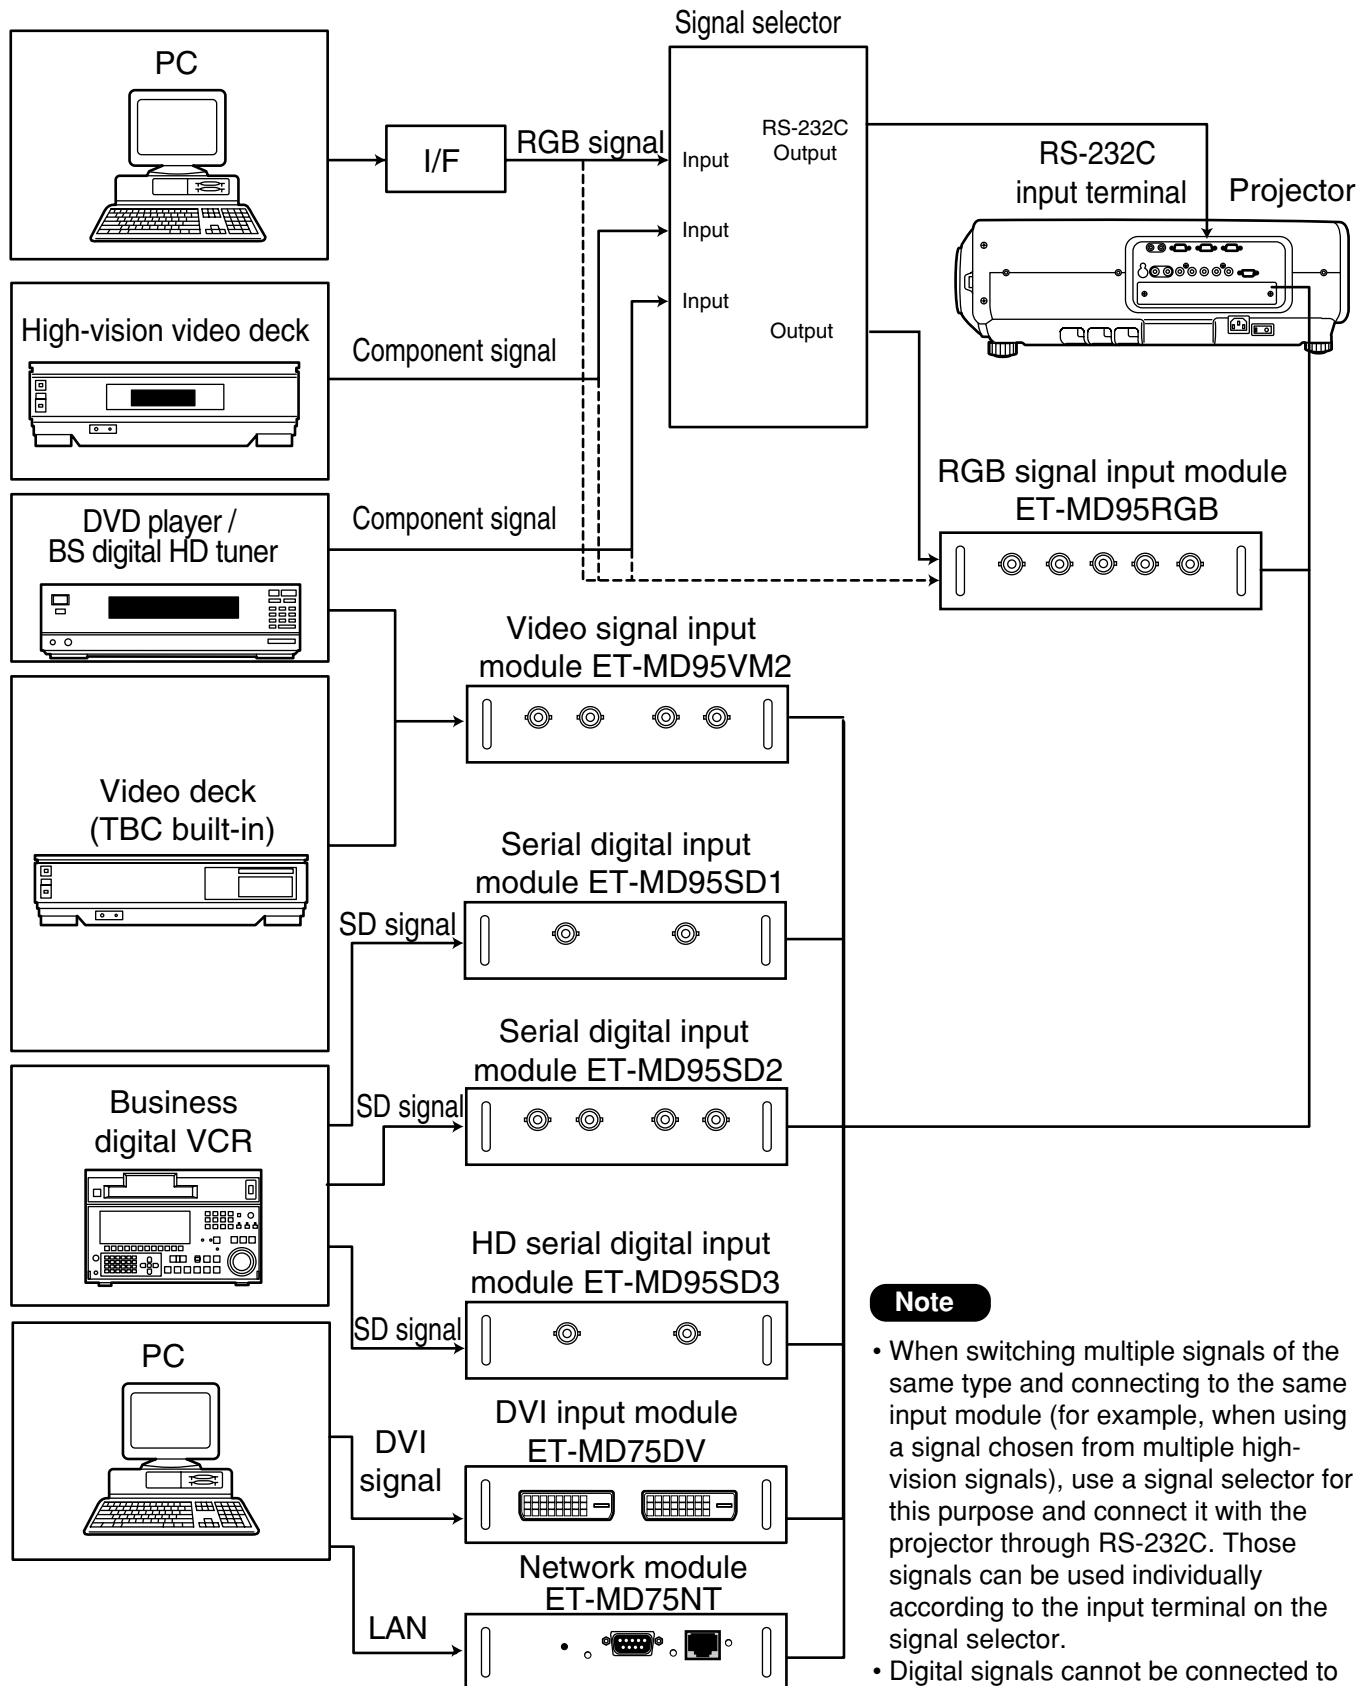 Signal selector
PC
I/F
RGB signal
Input
RS-232C
Output
Input
Input
Output
RS-232C
input terminal
Projector
High-vision video deck
Component signal
DVD player /
BS digital HD tuner
Component signal
RGB signal input module
ET-MD95RGB
Video signal input
module ET-MD95VM2
Video deck
(TBC built-in)
Serial digital input
module ET-MD95SD1
SD signal
Serial digital input
module ET-MD95SD2
SD signal
Business
digital VCR
HD serial digital input
module ET-MD95SD3
SD signal
PC
DVI input module
ET-MD75DV
DVI
signal
Network module
ET-MD75NT
LAN
Note
• When switching multiple signals of the
same type and connecting to the same
input module (for example, when using
a signal chosen from multiple high-
vision signals), use a signal selector for
this purpose and connect it with the
projector through RS-232C. Those
signals can be used individually
according to the input terminal on the
signal selector.
• Digital signals cannot be connected to